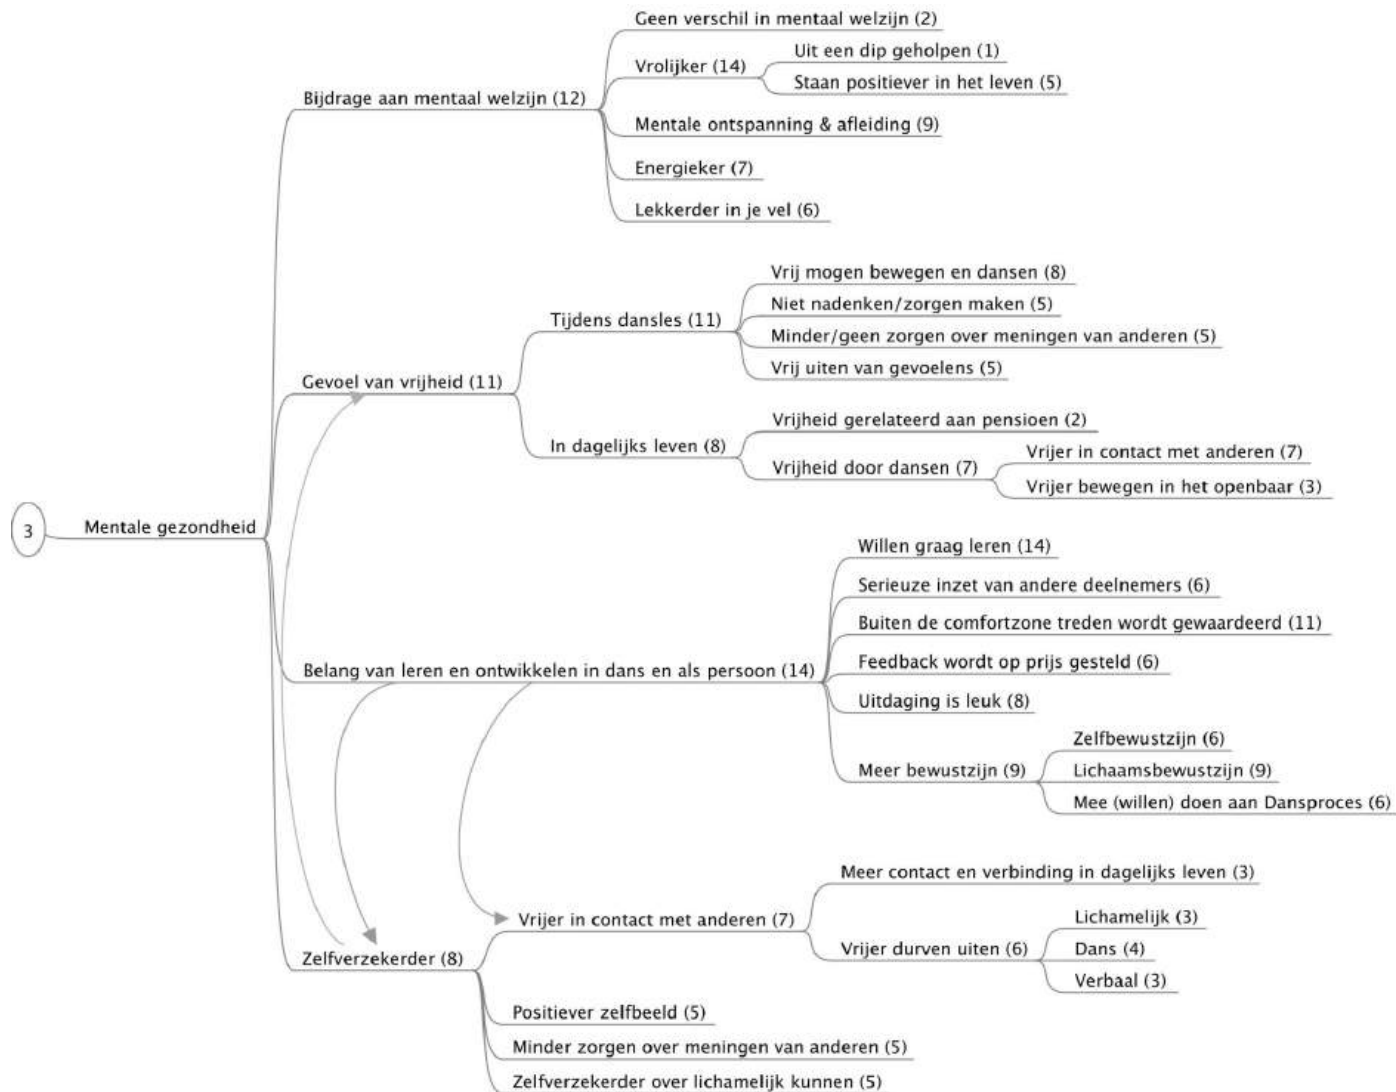 3
Mentale gezondheid
Bijdrage aan mentaal welzijn (12)
Geen verschil in mentaal welzijn (2)
Vrolijker (14)
Uit een dip geholpen (1)
Staan positiever in het leven (5)
Mentale ontspanning & afleiding (9)
Energieker (7)
Lekkerder in je vel (6)
Gevoel van vrijheid (11)
Tijdens dansles (11)
Vrij mogen bewegen en dansen (8)
Niet nadenken/zorgen maken (5)
Minder/geen zorgen over meningen van anderen (5)
Vrij uiten van gevoelens (5)
In dagelijks leven (8)
Vrijheid gerelateerd aan pensioen (2)
Vrijheid door dansen (7)
Vrijer in contact met anderen (7)
Vrijer bewegen in het openbaar (3)
Belang van leren en ontwikkelen in dans en als persoon (14)
Willen graag leren (14)
Serieuze inzet van andere deelnemers (6)
Buiten de comfortzone treden wordt gewaardeerd (11)
Feedback wordt op prijs gesteld (6)
Uitdaging is leuk (8)
Meer bewustzijn (9)
Zelfbewustzijn (6)
Lichaamsbewustzijn (9)
Mee (willen) doen aan Dansproces (6)
Zelfverzekerder (8)
Vrijer in contact met anderen (7)
Meer contact en verbinding in dagelijks leven (3)
Vrijer durven uiten (6)
Lichamelijk (3)
Dans (4)
Verbaal (3)
Positiever zelfbeeld (5)
Minder zorgen over meningen van anderen (5)
Zelfverzekerder over lichamelijk kunnen (5)